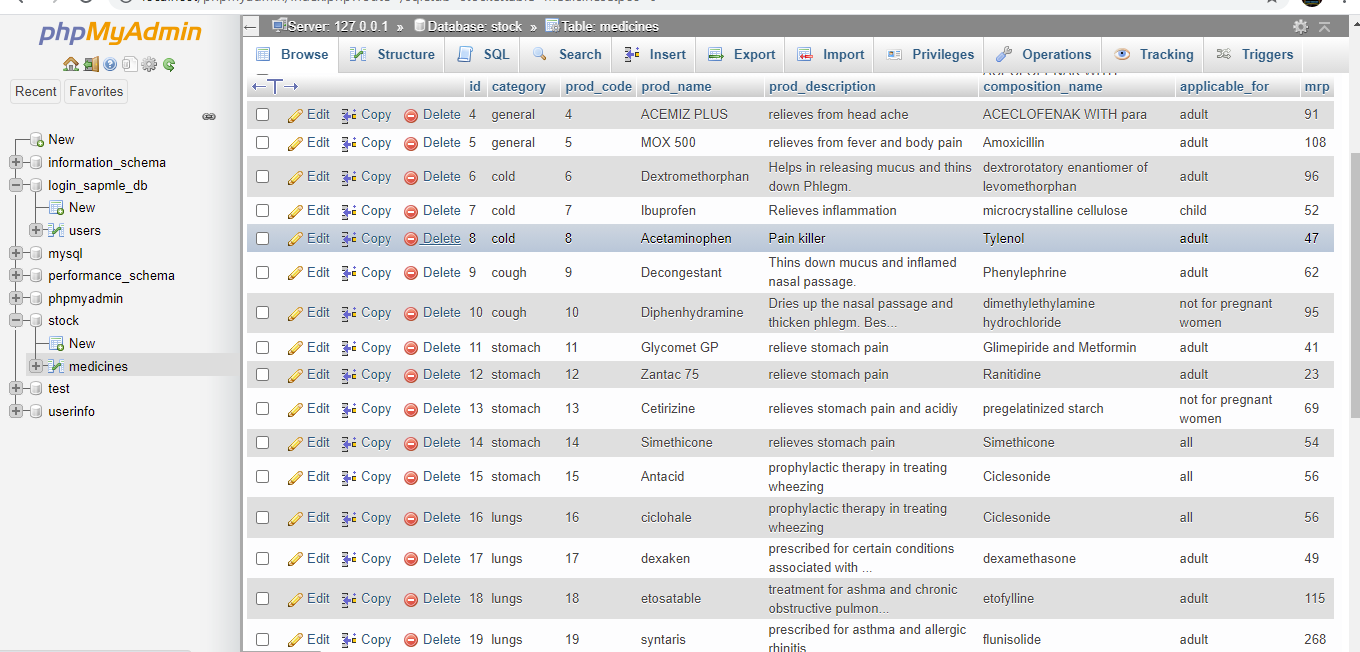 phpMyAdmin
Recent Favorites
New
information_schema
login_sapmle_db
New
users
mysql
performance_schema
phpmyadmin
stock
New
medicines
test
userinfo
Server: 127.0.0.1 » Database: stock » Table: medicines
Browse Structure SQL Search Insert Export Import Privileges Operations Tracking Triggers
id category prod_code prod_name prod_description composition_name applicable_for mrp
Edit Copy Delete 4 general 4 ACEMIZ PLUS relieves from head ache ACECLOFENAK WITH para adult 91
Edit Copy Delete 5 general 5 MOX 500 relieves from fever and body pain Amoxicillin adult 108
Edit Copy Delete 6 cold 6 Dextromethorphan Helps in releasing mucus and thins dextrorotatory enantiomer of adult 96
down Phlegm. levomethorphan
Edit Copy Delete 7 cold 7 Ibuprofen Relieves inflammation microcrystalline cellulose child 52
Edit Copy Delete 8 cold 8 Acetaminophen Pain killer Tylenol adult 47
Edit Copy Delete 9 cough 9 Decongestant Thins down mucus and inflamed Phenylephrine adult 62
nasal passage.
Edit Copy Delete 10 cough 10 Diphenhydramine Dries up the nasal passage and dimethylethylamine not for pregnant 95
thicken phlegm. Bes... hydrochloride women
Edit Copy Delete 11 stomach 11 Glycomet GP relieve stomach pain Glimepiride and Metformin adult 41
Edit Copy Delete 12 stomach 12 Zantac 75 relieve stomach pain Ranitidine adult 23
Edit Copy Delete 13 stomach 13 Cetirizine relieves stomach pain and acidiy pregelatinized starch not for pregnant 69
women
Edit Copy Delete 14 stomach 14 Simethicone relieves stomach pain Simethicone all 54
Edit Copy Delete 15 stomach 15 Antacid prophylactic therapy in treating Ciclesonide all 56
wheezing
Edit Copy Delete 16 lungs 16 ciclohale prophylactic therapy in treating Ciclesonide all 56
wheezing
Edit Copy Delete 17 lungs 17 dexaken prescribed for certain conditions dexamethasone adult 49
associated with ...
Edit Copy Delete 18 lungs 18 etosatable treatment for ashma and chronic etofylline adult 115
obstructive pulmon...
Edit Copy Delete 19 lungs 19 syntaris prescribed for asthma and allergic flunisolide adult 268
rhinitis